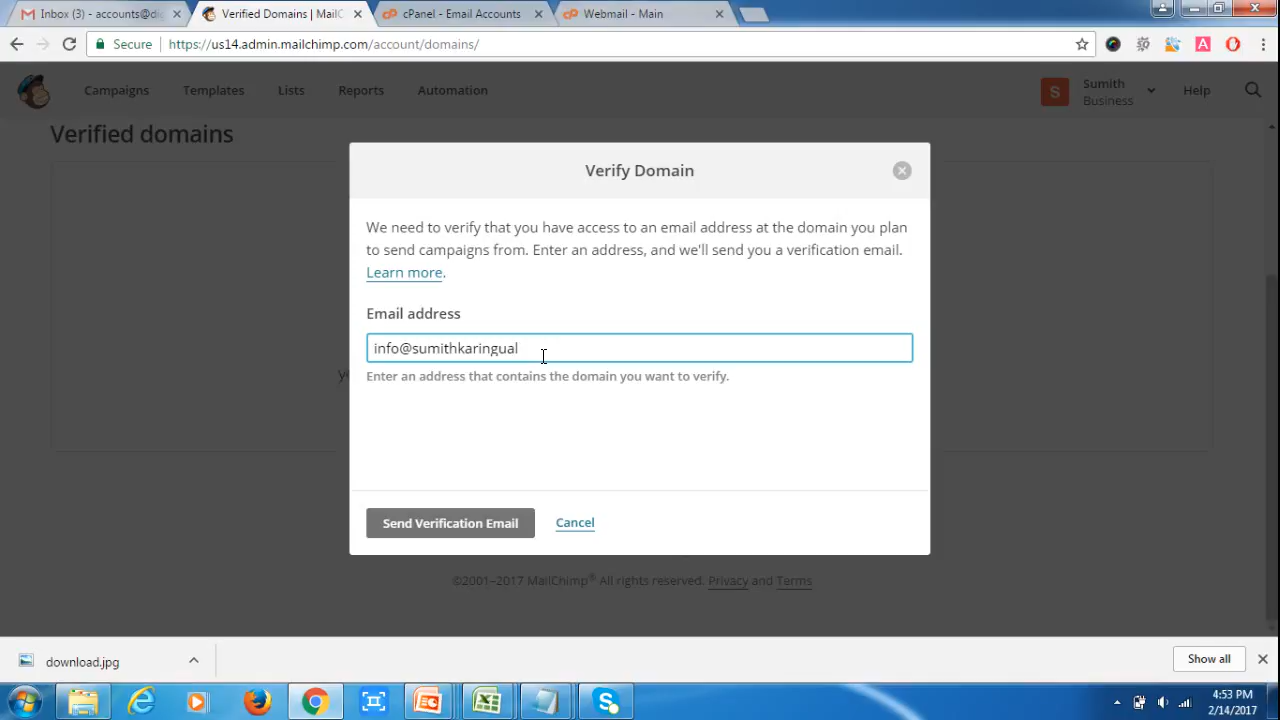 Inbox (3) - accounts@di
Verified Domains | MailC
cPanel - Email Accounts
Webmail - Main
Secure
https://us14.admin.mailchimp.com/account/domains/
Campaigns
Templates
Lists
Reports
Automation
S
Sumith
Business
Help
Verified domains
Verify Domain
We need to verify that you have access to an email address at the domain you plan
to send campaigns from. Enter an address, and we'll send you a verification email.
Learn more.
Email address
info@sumithkaringual
Enter an address that contains the domain you want to verify.
Send Verification Email
Cancel
©2001–2017 MailChimp® All rights reserved. Privacy and Terms
download.jpg
Show all
4:53 PM
2/14/2017